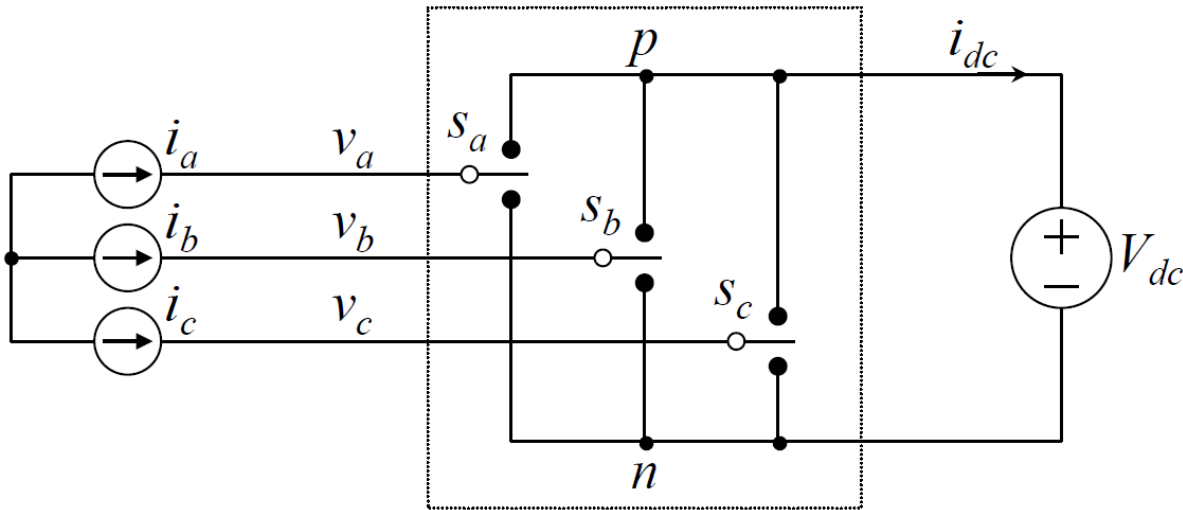 p
i_dc
s_a
i_a
v_a
s_b
i_b
v_b
+
V_dc
−
s_c
i_c
v_c
n